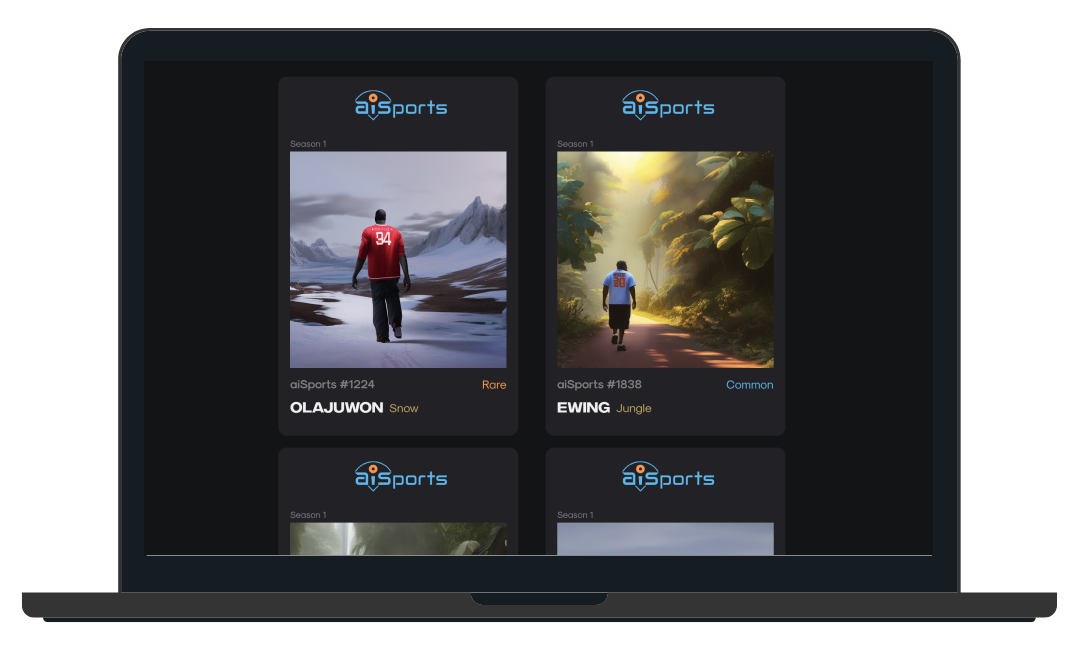 aiSports
Season 1
34
aiSports #1224
Rare
OLAJUWON Snow
aiSports
Season 1
aiSports #1838
Common
EWING Jungle
aiSports
Season 1
aiSports
Season 1